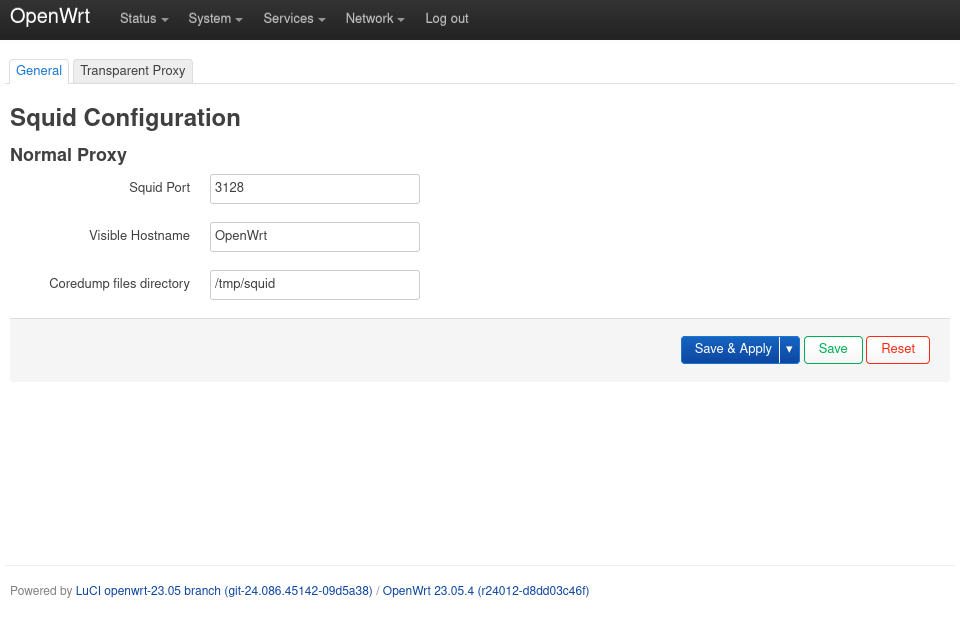 OpenWrt Status System Services Network Log out
General Transparent Proxy
Squid Configuration
Normal Proxy
Squid Port 3128
Visible Hostname OpenWrt
Coredump files directory /tmp/squid
Save & Apply ▾ Save Reset
Powered by LuCI openwrt-23.05 branch (git-24.086.45142-09d5a38) / OpenWrt 23.05.4 (r24012-d8dd03c46f)